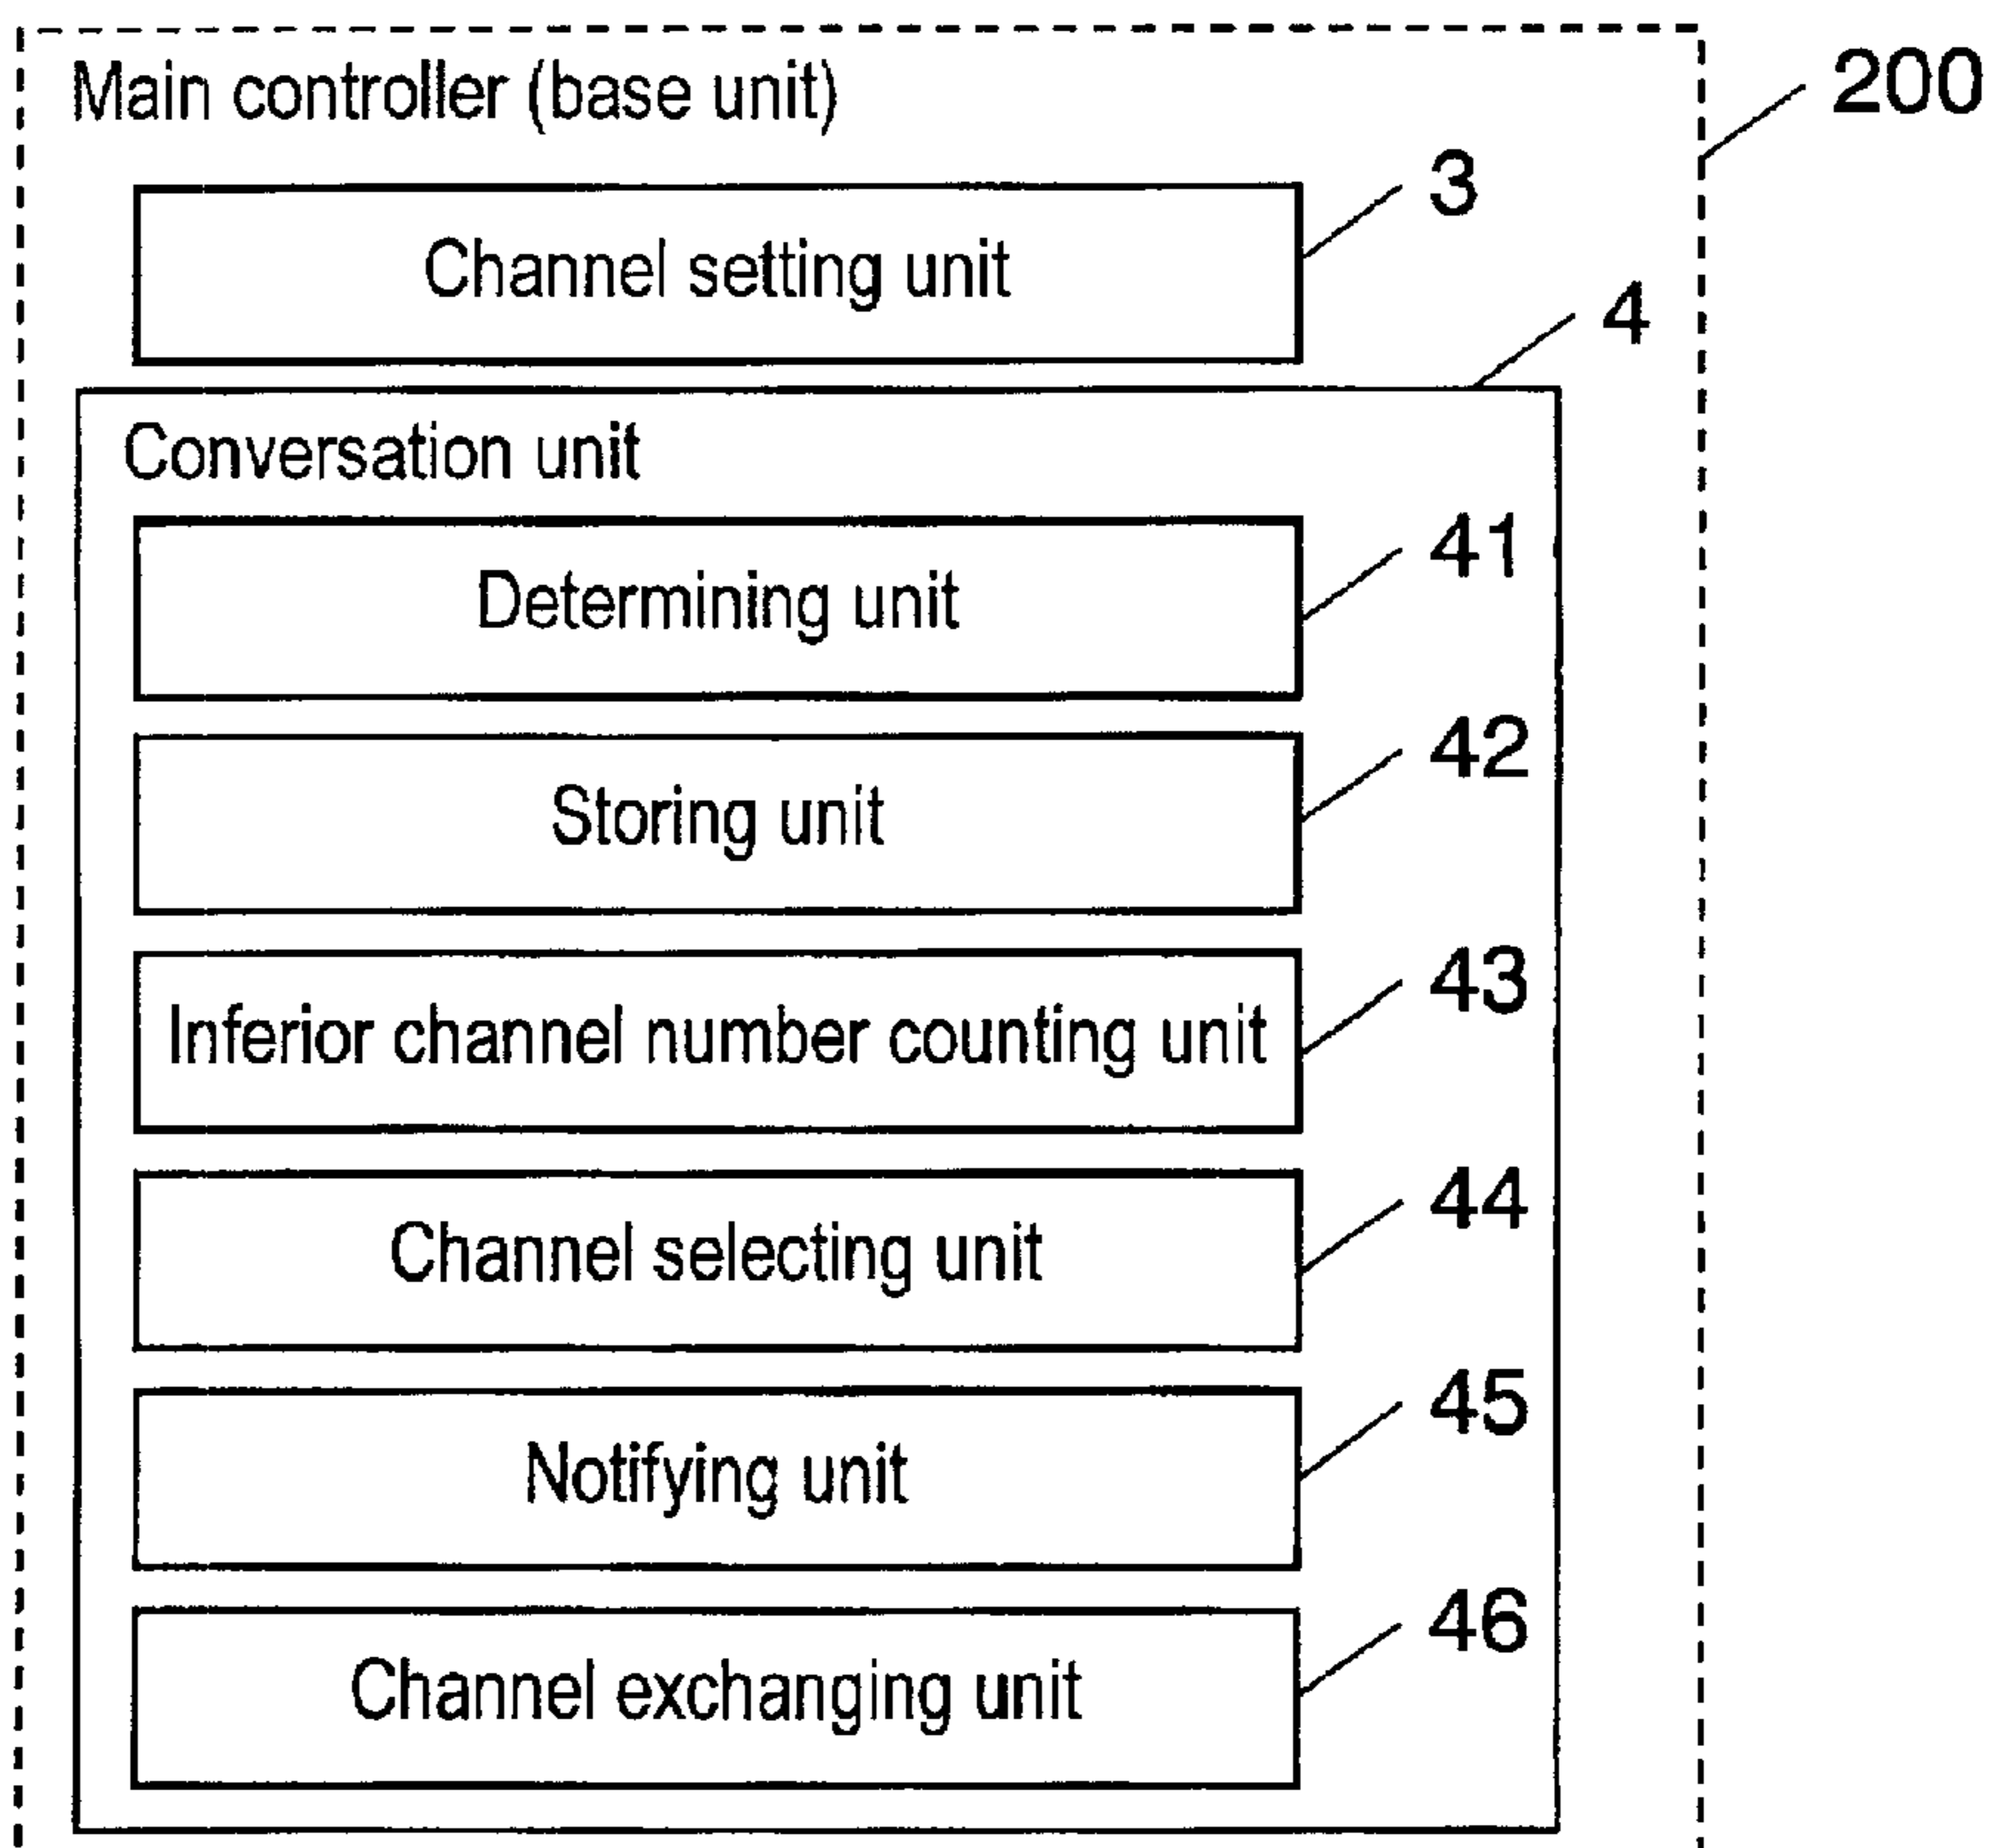 Main controller (base unit)
200
3
Channel setting unit
4
Conversation unit
41
Determining unit
42
Storing unit
43
Inferior channel number counting unit
44
Channel selecting unit
45
Notifying unit
46
Channel exchanging unit